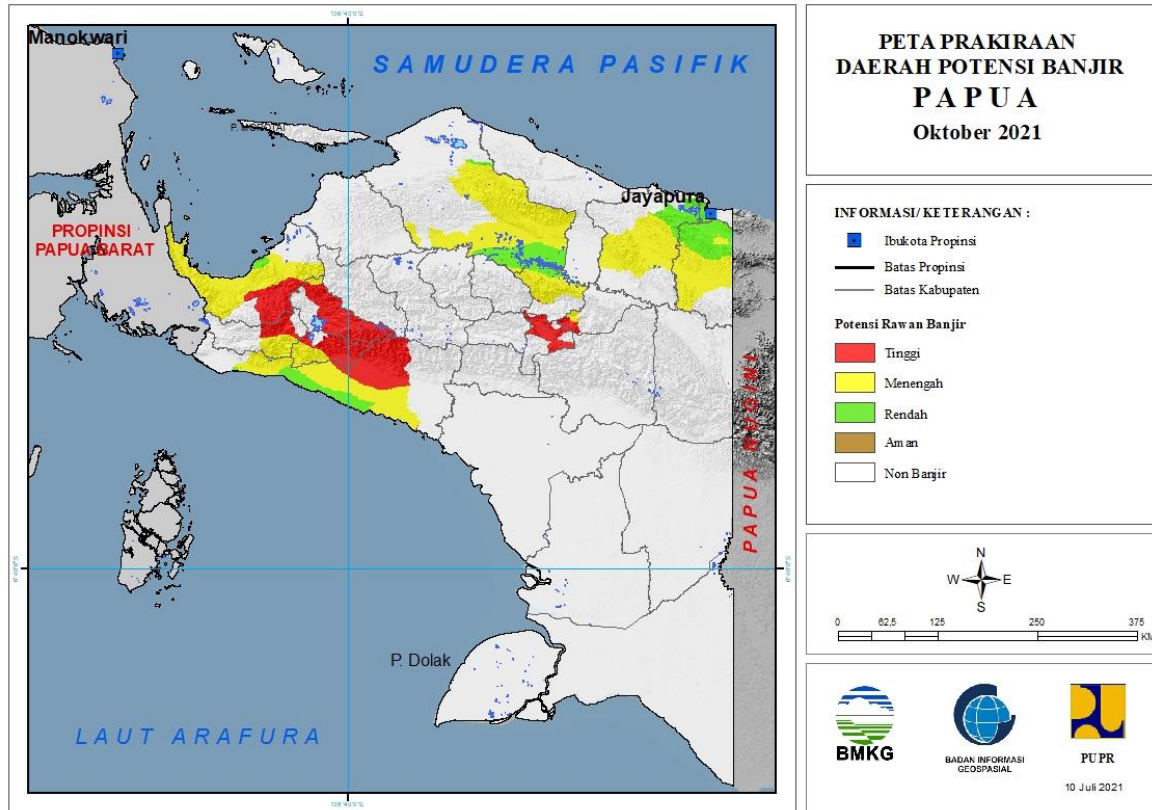 PETA PRAKIRAAN
DAERAH POTENSI BANJIR
PAPUA
Oktober 2021
Manokwari
SAMUDERA PASIFIK
Jayapura
PROPINSI
PAPUA BARAT
PAPUA NUGINI
P. Dolak
LAUT ARAFURA
INFORMASI/ KETERANGAN :
Ibukota Propinsi
Batas Propinsi
Batas Kabupaten
Potensi Rawan Banjir
Tinggi
Menengah
Rendah
Aman
Non Banjir
N
W E
S
0 62,5 125 250 375
KM
BMKG
BADAN INFORMASI
GEOSPASIAL
PUPR
10 Juli 2021